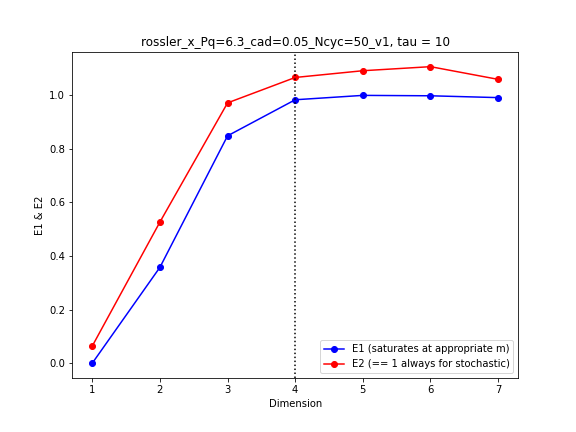 rossler_x_Pq=6.3_cad=0.05_Ncyc=50_v1, tau = 10
E1 & E2
1.0
0.8
0.6
0.4
0.2
0.0
E1 (saturates at appropriate m)
E2 (== 1 always for stochastic)
1 2 3 4 5 6 7
Dimension